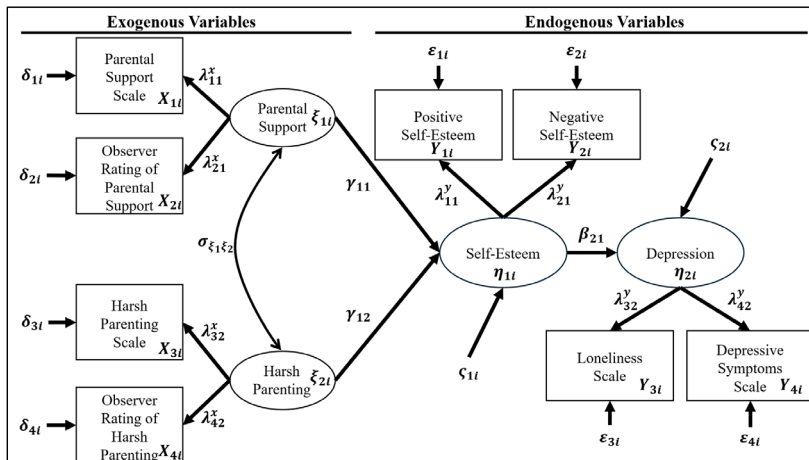 Exogenous Variables
Endogenous Variables
δ₁ᵢ
Parental
Support
Scale
X₁ᵢ
λ₁₁ˣ
δ₂ᵢ
Observer
Rating of
Parental
Support
X₂ᵢ
λ₂₁ˣ
Parental
Support
ξ₁ᵢ
σ_ξ₁ξ₂
δ₃ᵢ
Harsh
Parenting
Scale
X₃ᵢ
λ₃₂ˣ
δ₄ᵢ
Observer
Rating of
Harsh
Parenting
X₄ᵢ
λ₄₂ˣ
Harsh
Parenting
ξ₂ᵢ
γ₁₁
γ₁₂
ε₁ᵢ
Positive
Self-Esteem
Y₁ᵢ
λ₁₁ʸ
ε₂ᵢ
Negative
Self-Esteem
Y₂ᵢ
λ₂₁ʸ
Self-Esteem
η₁ᵢ
ς₁ᵢ
β₂₁
ς₂ᵢ
Depression
η₂ᵢ
λ₃₂ʸ
λ₄₂ʸ
Loneliness
Scale
Y₃ᵢ
ε₃ᵢ
Depressive
Symptoms
Scale
Y₄ᵢ
ε₄ᵢ